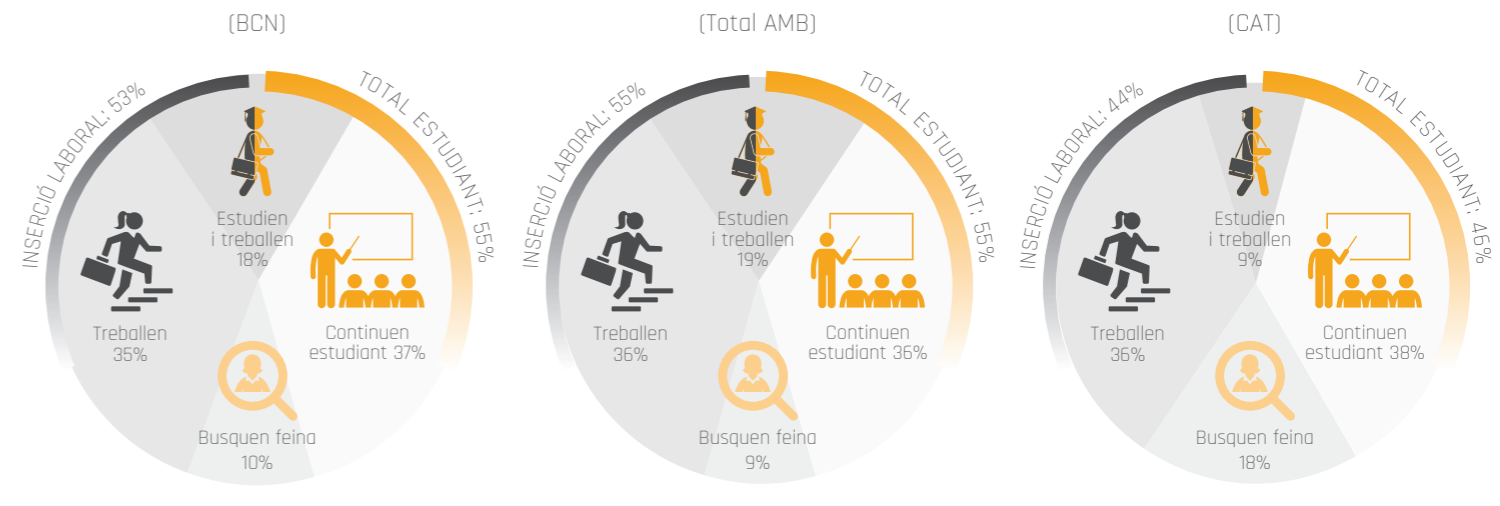 (BCN)
INSERCIÓ LABORAL: 53%
TOTAL ESTUDIANT: 55%
Estudien
i treballen
18%
Treballen
35%
Continuen
estudiant 37%
Busquen feina
10%
(Total AMB)
INSERCIÓ LABORAL: 55%
TOTAL ESTUDIANT: 55%
Estudien
i treballen
19%
Treballen
36%
Continuen
estudiant 36%
Busquen feina
9%
(CAT)
INSERCIÓ LABORAL: 44%
TOTAL ESTUDIANT: 46%
Estudien
i treballen
9%
Treballen
36%
Continuen
estudiant 38%
Busquen feina
18%